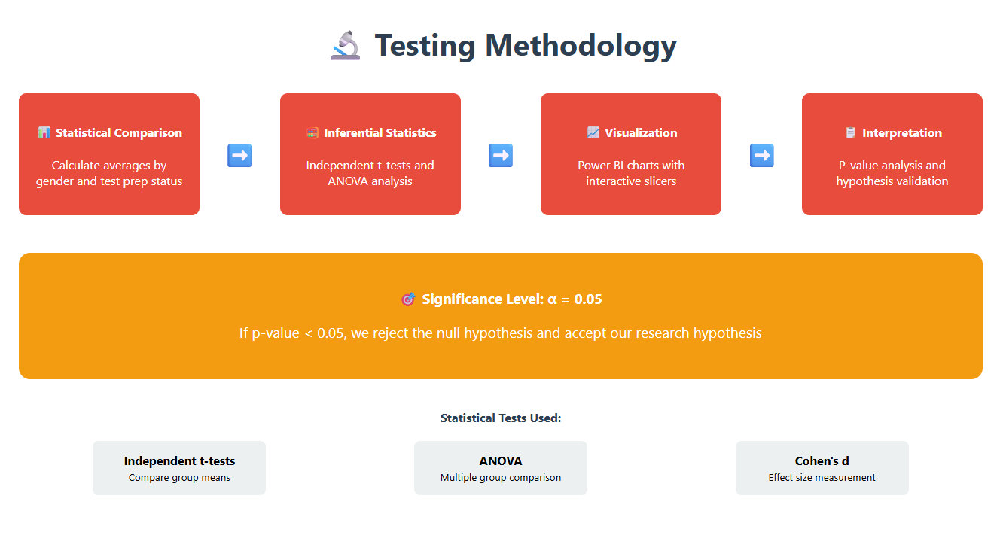 Testing Methodology
Statistical Comparison
Calculate averages by
gender and test prep status
Inferential Statistics
Independent t-tests and
ANOVA analysis
Visualization
Power BI charts with
interactive slicers
Interpretation
P-value analysis and
hypothesis validation
Significance Level: α = 0.05
If p-value < 0.05, we reject the null hypothesis and accept our research hypothesis
Statistical Tests Used:
Independent t-tests
Compare group means
ANOVA
Multiple group comparison
Cohen's d
Effect size measurement